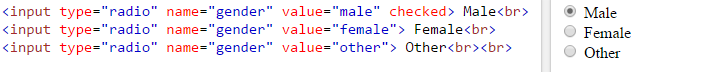 <input type="radio" name="gender" value="male" checked> Male<br>
<input type="radio" name="gender" value="female"> Female<br>
<input type="radio" name="gender" value="other"> Other<br><br>
Male
Female
Other